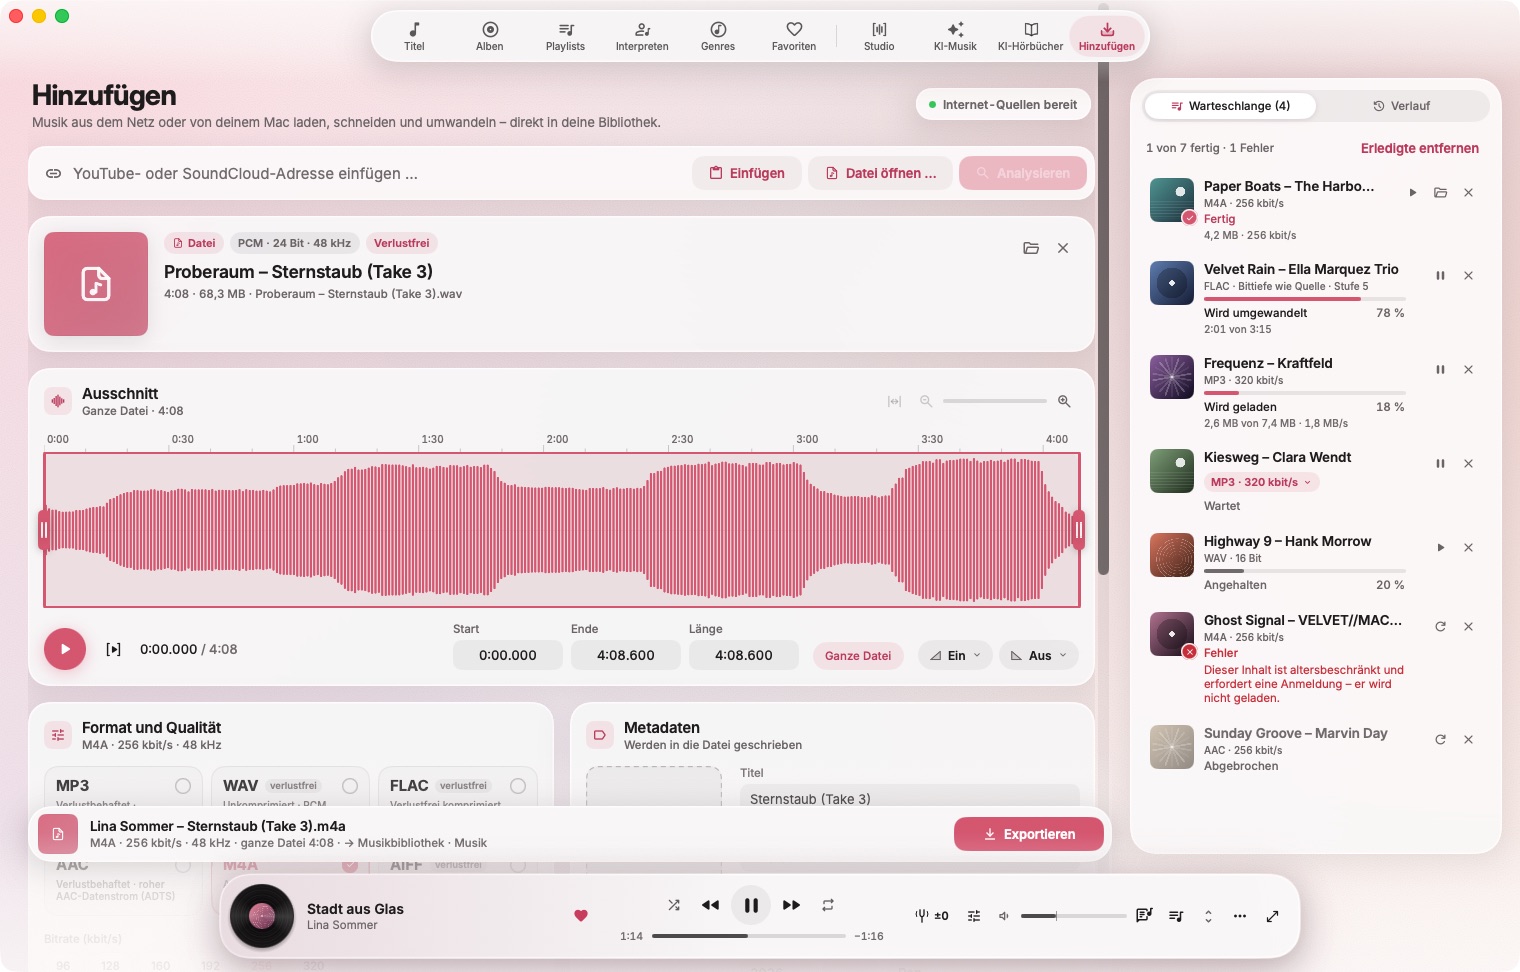 Titel
Alben
Playlists
Interpreten
Genres
Favoriten
Studio
KI-Musik
KI-Hörbücher
Hinzufügen
Hinzufügen
Musik aus dem Netz oder von deinem Mac laden, schneiden und umwandeln – direkt in deine Bibliothek.
Internet-Quellen bereit
YouTube- oder SoundCloud-Adresse einfügen ...
Einfügen
Datei öffnen ...
Analysieren
Datei
PCM · 24 Bit · 48 kHz
Verlustfrei
Proberaum – Sternstaub (Take 3)
4:08 · 68,3 MB · Proberaum – Sternstaub (Take 3).wav
Ausschnitt
Ganze Datei · 4:08
0:00 0:30 1:00 1:30 2:00 2:30 3:00 3:30 4:00
0:00.000 / 4:08
Start
0:00.000
Ende
4:08.600
Länge
4:08.600
Ganze Datei
Ein
Aus
Format und Qualität
M4A · 256 kbit/s · 48 kHz
MP3
Verlustbehaftet ·
WAV verlustfrei
Unkomprimiert · PCM
FLAC verlustfrei
Verlustfrei komprimiert
Metadaten
Werden in die Datei geschrieben
Titel
Sternstaub (Take 3)
Lina Sommer – Sternstaub (Take 3).m4a
M4A · 256 kbit/s · 48 kHz · ganze Datei 4:08 · → Musikbibliothek · Musik
Exportieren
AAC
Verlustbehaftet · roher
AAC-Datenstrom (ADTS)
M4A
AIFF verlustfrei
Bitrate (kbit/s)
96 128 160 192 256 320
Stadt aus Glas
Lina Sommer
1:14
−1:16
±0
Warteschlange (4)
Verlauf
1 von 7 fertig · 1 Fehler
Erledigte entfernen
Paper Boats – The Harbo...
M4A · 256 kbit/s
Fertig
4,2 MB · 256 kbit/s
Velvet Rain – Ella Marquez Trio
FLAC · Bittiefe wie Quelle · Stufe 5
Wird umgewandelt 78 %
2:01 von 3:15
Frequenz – Kraftfeld
MP3 · 320 kbit/s
Wird geladen 18 %
2,6 MB von 7,4 MB · 1,8 MB/s
Kiesweg – Clara Wendt
MP3 · 320 kbit/s
Wartet
Highway 9 – Hank Morrow
WAV · 16 Bit
Angehalten 20 %
Ghost Signal – VELVET//MAC...
M4A · 256 kbit/s
Fehler
Dieser Inhalt ist altersbeschränkt und
erfordert eine Anmeldung – er wird
nicht geladen.
Sunday Groove – Marvin Day
AAC · 256 kbit/s
Abgebrochen